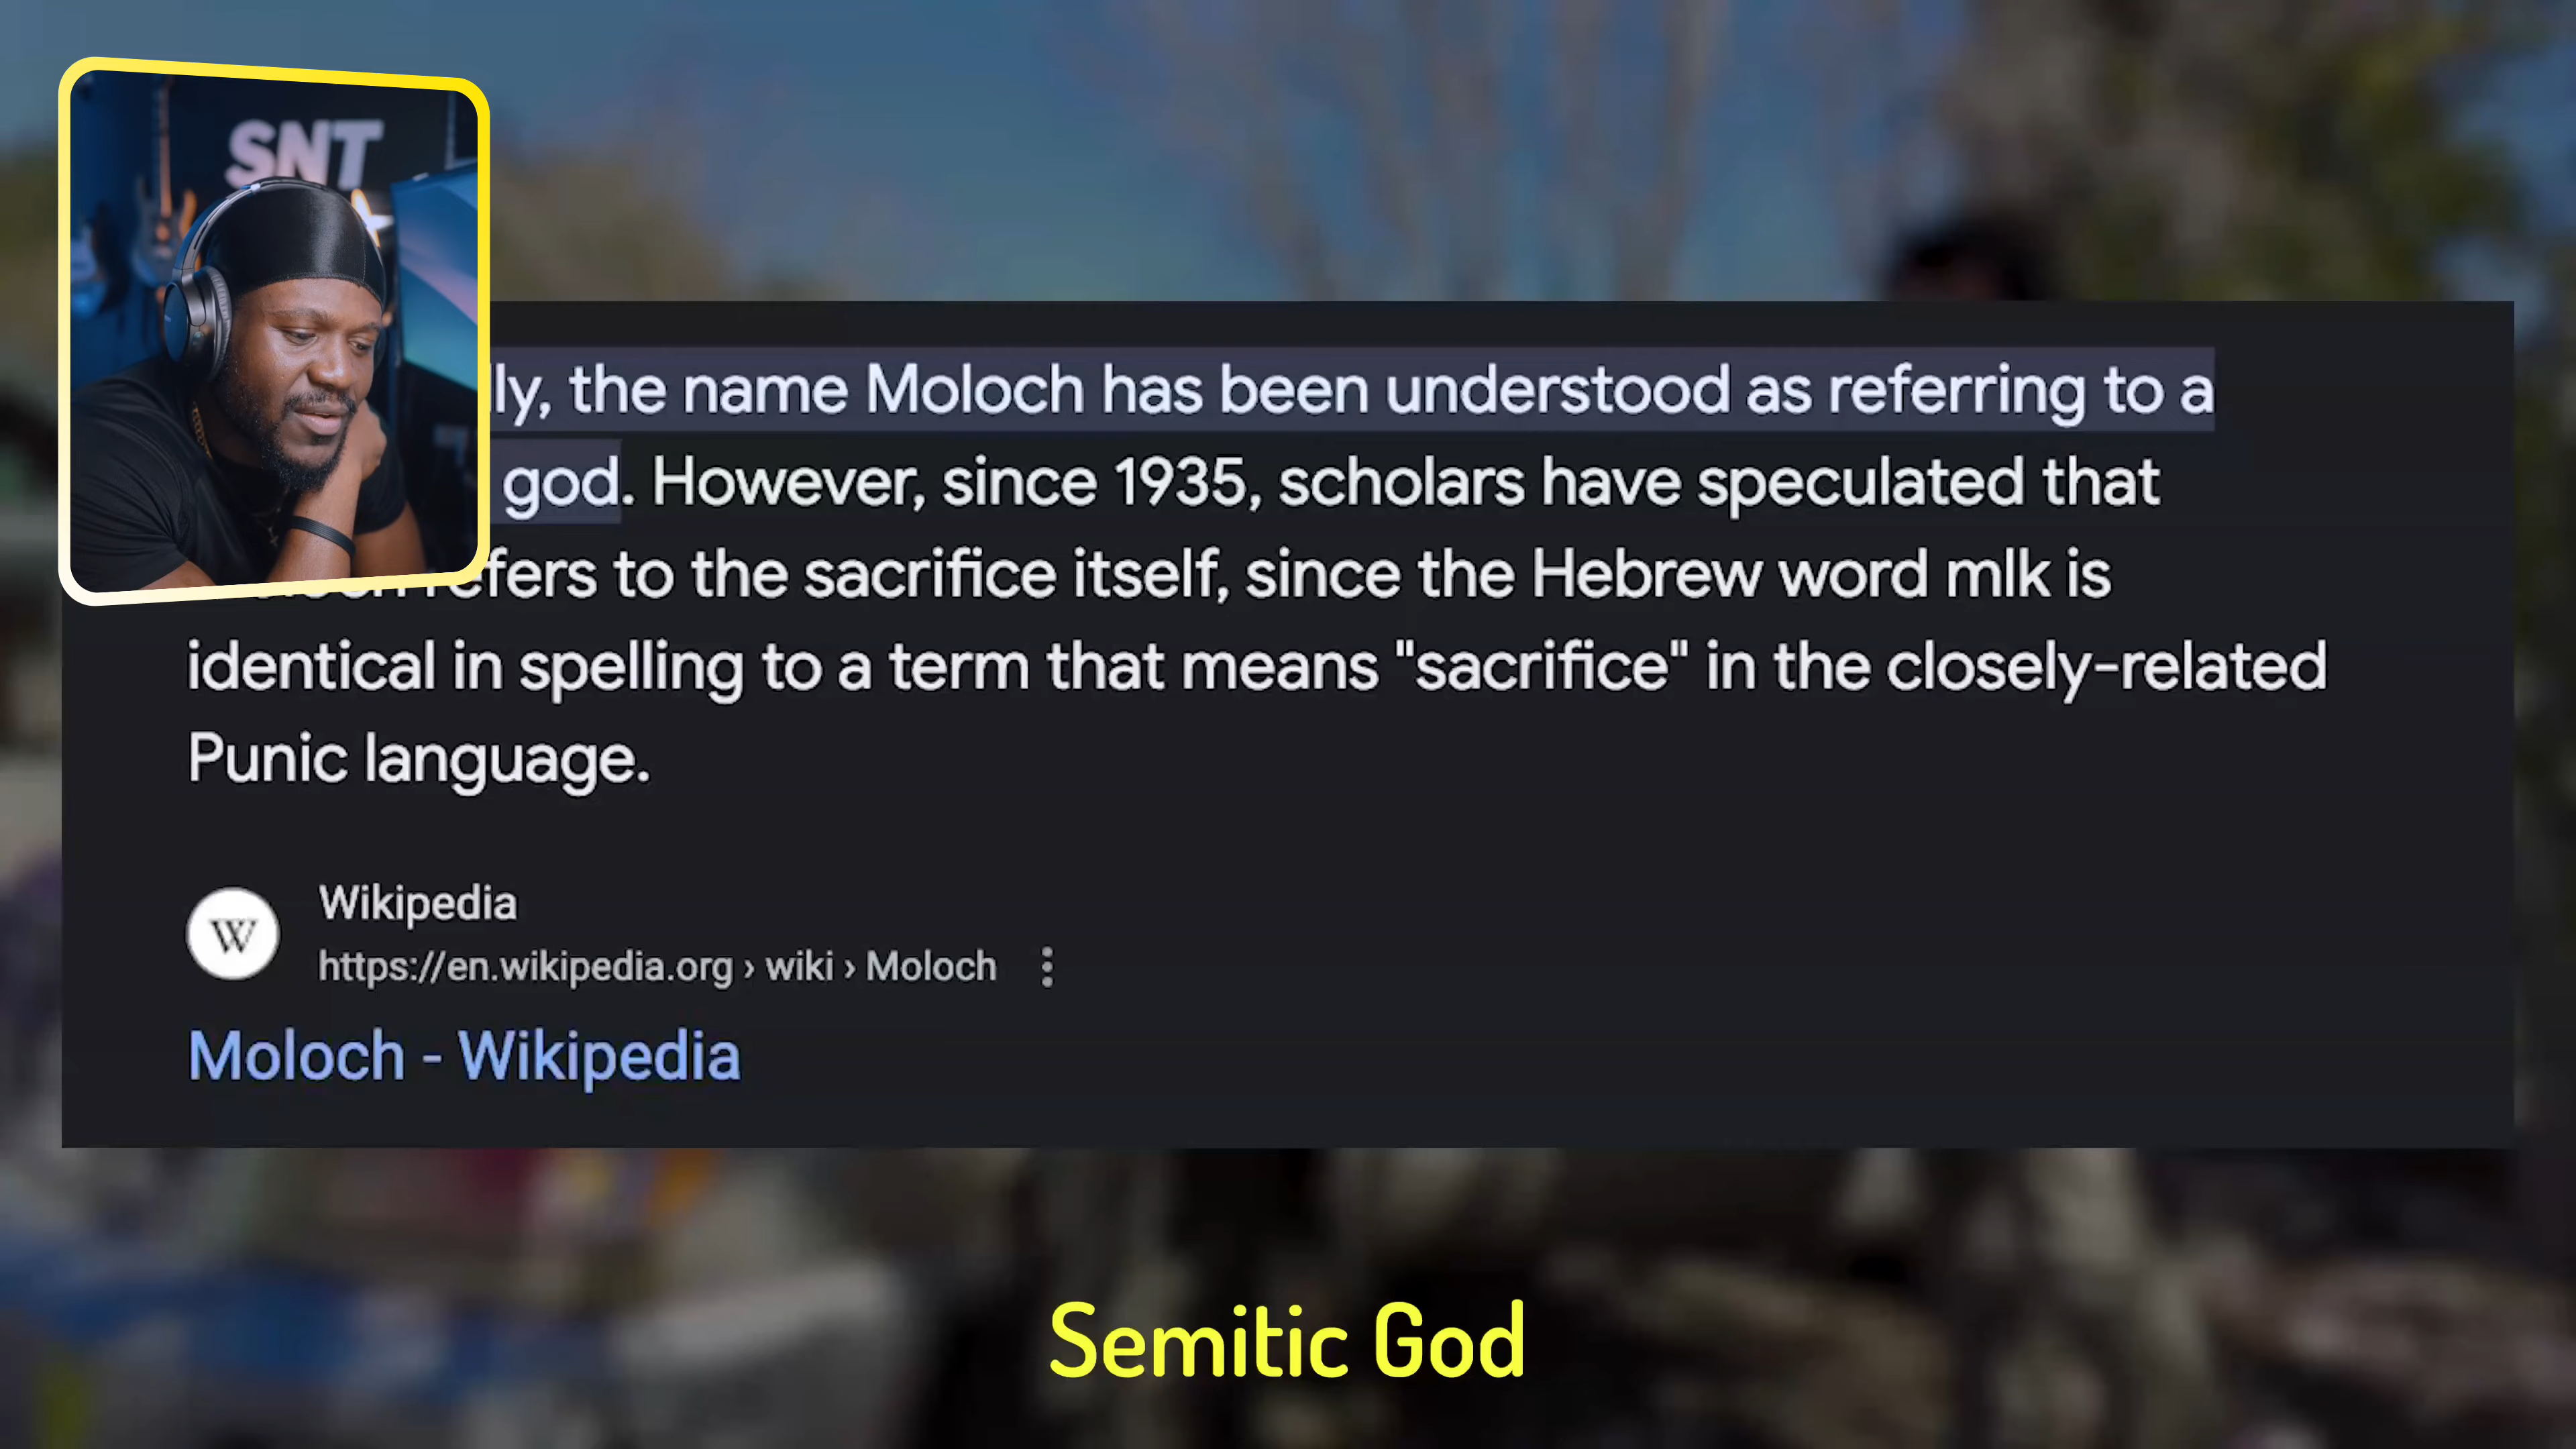 SNT
lly, the name Moloch has been understood as referring to a
god. However, since 1935, scholars have speculated that
refers to the sacrifice itself, since the Hebrew word mlk is
identical in spelling to a term that means "sacrifice" in the closely-related
Punic language.
Wikipedia
https://en.wikipedia.org › wiki › Moloch
Moloch - Wikipedia
Semitic God